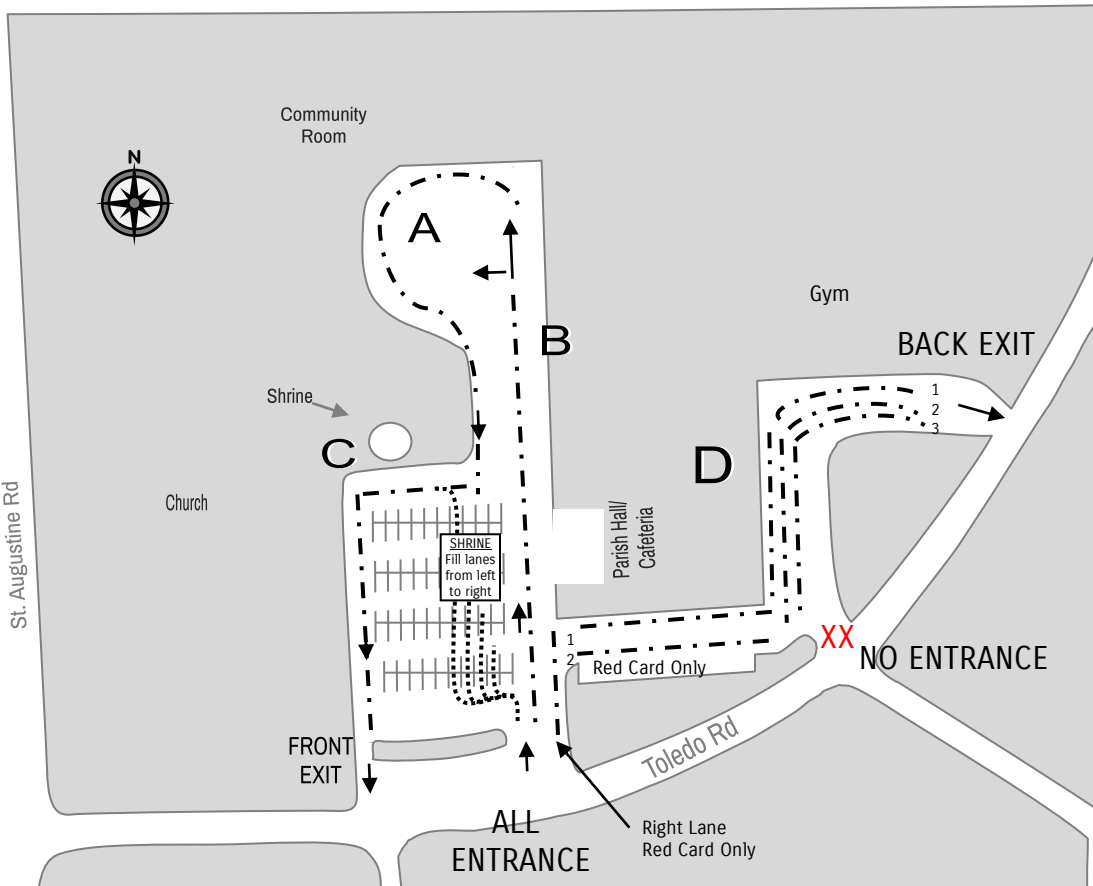 Community
Room
N
A
Gym
B
BACK EXIT
1
2
3
Shrine
C
D
Church
St. Augustine Rd
SHRINE
Fill lanes
from left
to right
Parish Hall/
Cafeteria
1
2
Red Card Only
XX
NO ENTRANCE
FRONT
EXIT
Toledo Rd
ALL
ENTRANCE
Right Lane
Red Card Only